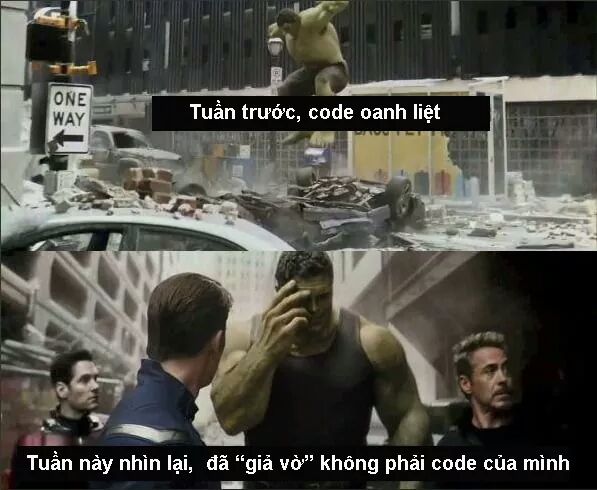 ONE
WAY
Tuần trước, code oanh liệt
Tuần này nhìn lại, đã “giả vờ” không phải code của mình